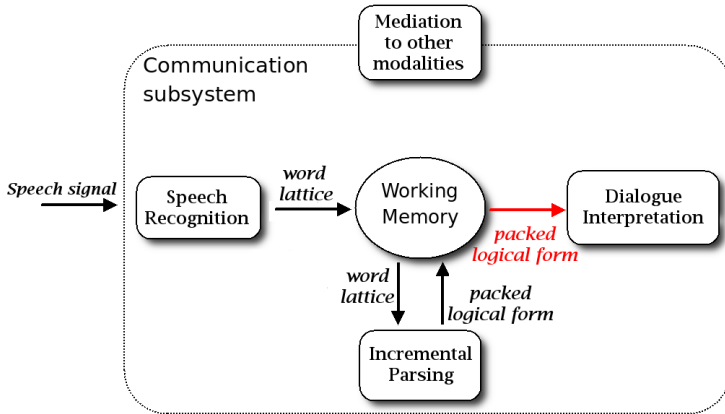 Mediation
to other
modalities
Communication
subsystem
Speech signal
Speech
Recognition
word
lattice
Working
Memory
packed
logical form
Dialogue
Interpretation
word
lattice
packed
logical form
Incremental
Parsing